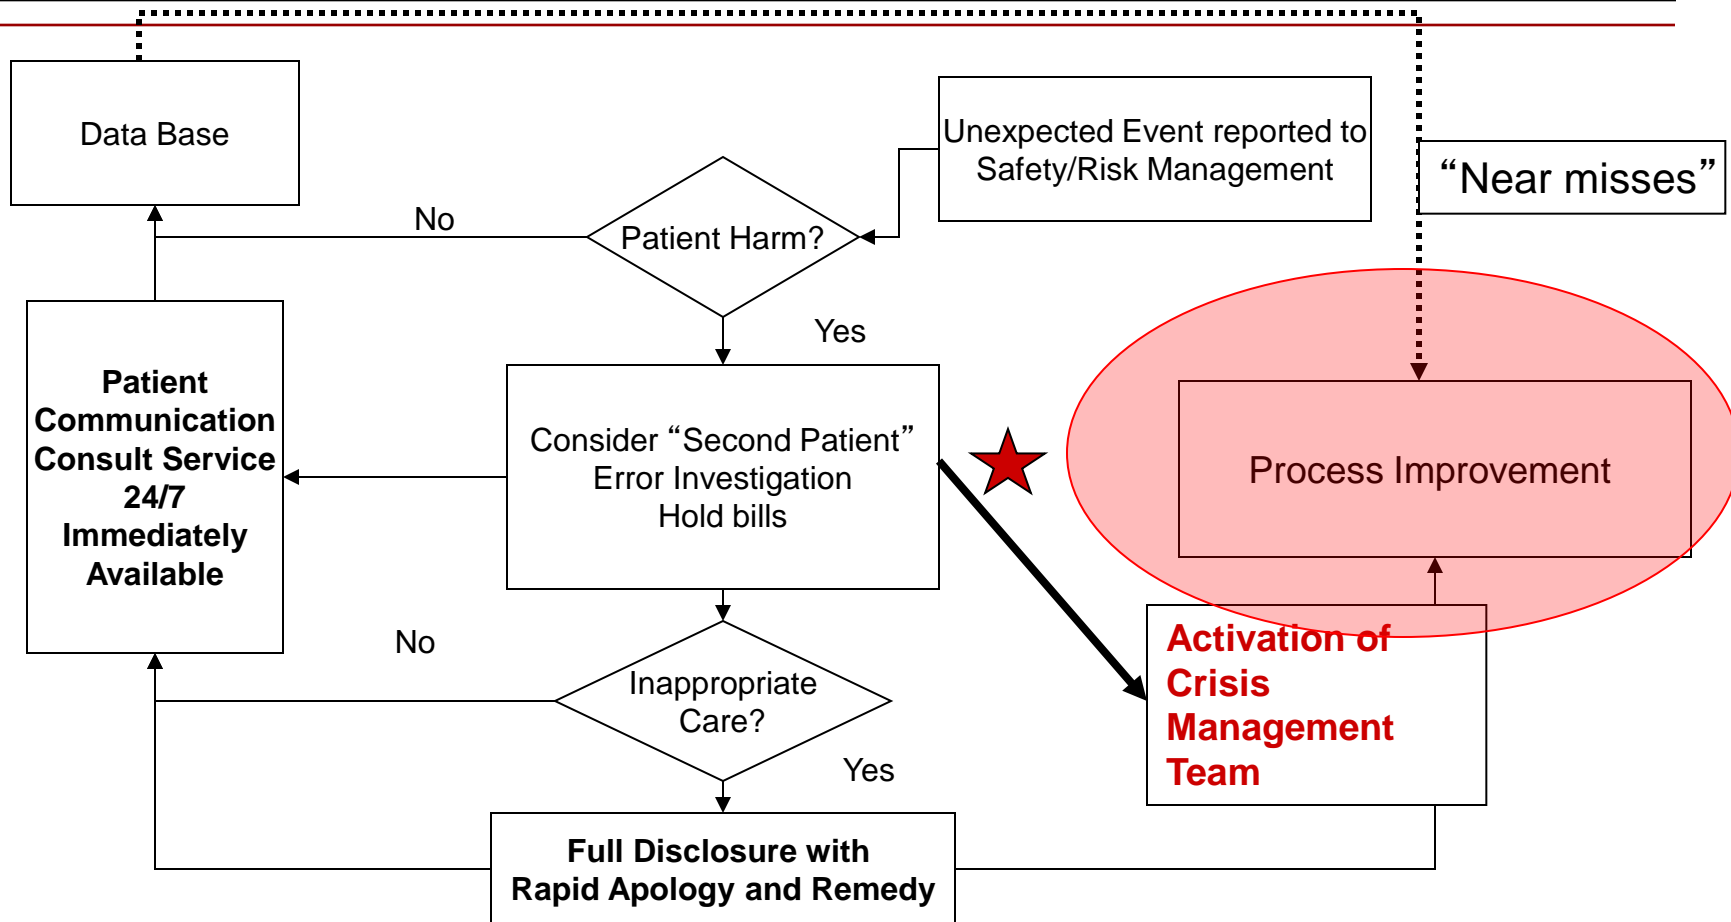 Data Base
Unexpected Event reported to
Safety/Risk Management
“Near misses”
No
Patient Harm?
Yes
Patient
Communication
Consult Service
24/7
Immediately
Available
Consider “Second Patient”
Error Investigation
Hold bills
Process Improvement
No
Inappropriate
Care?
Yes
Activation of
Crisis
Management
Team
Full Disclosure with
Rapid Apology and Remedy